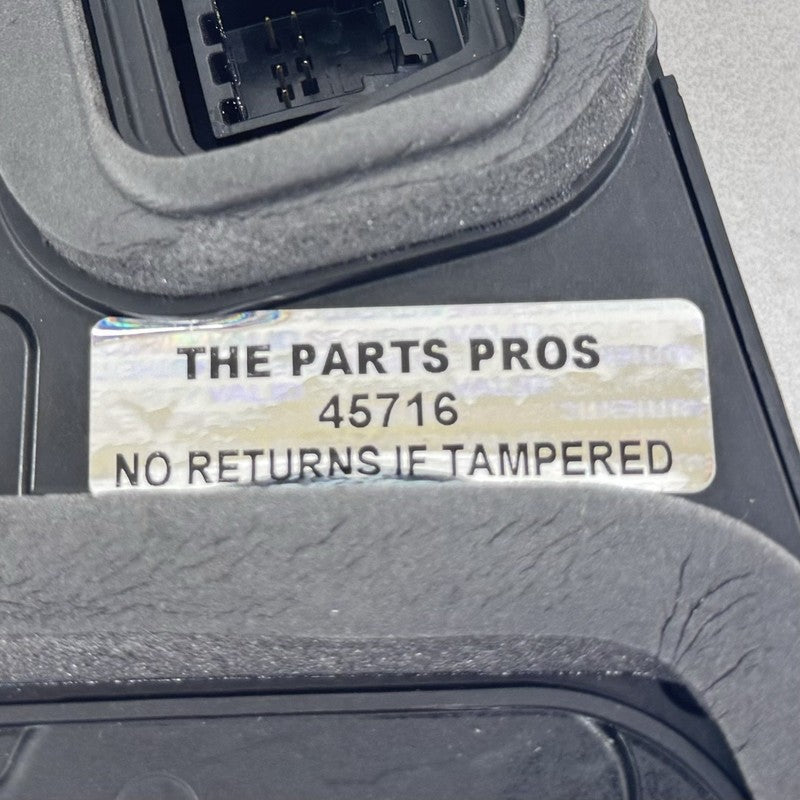 THE PARTS PROS
45716
NO RETURNS IF TAMPERED